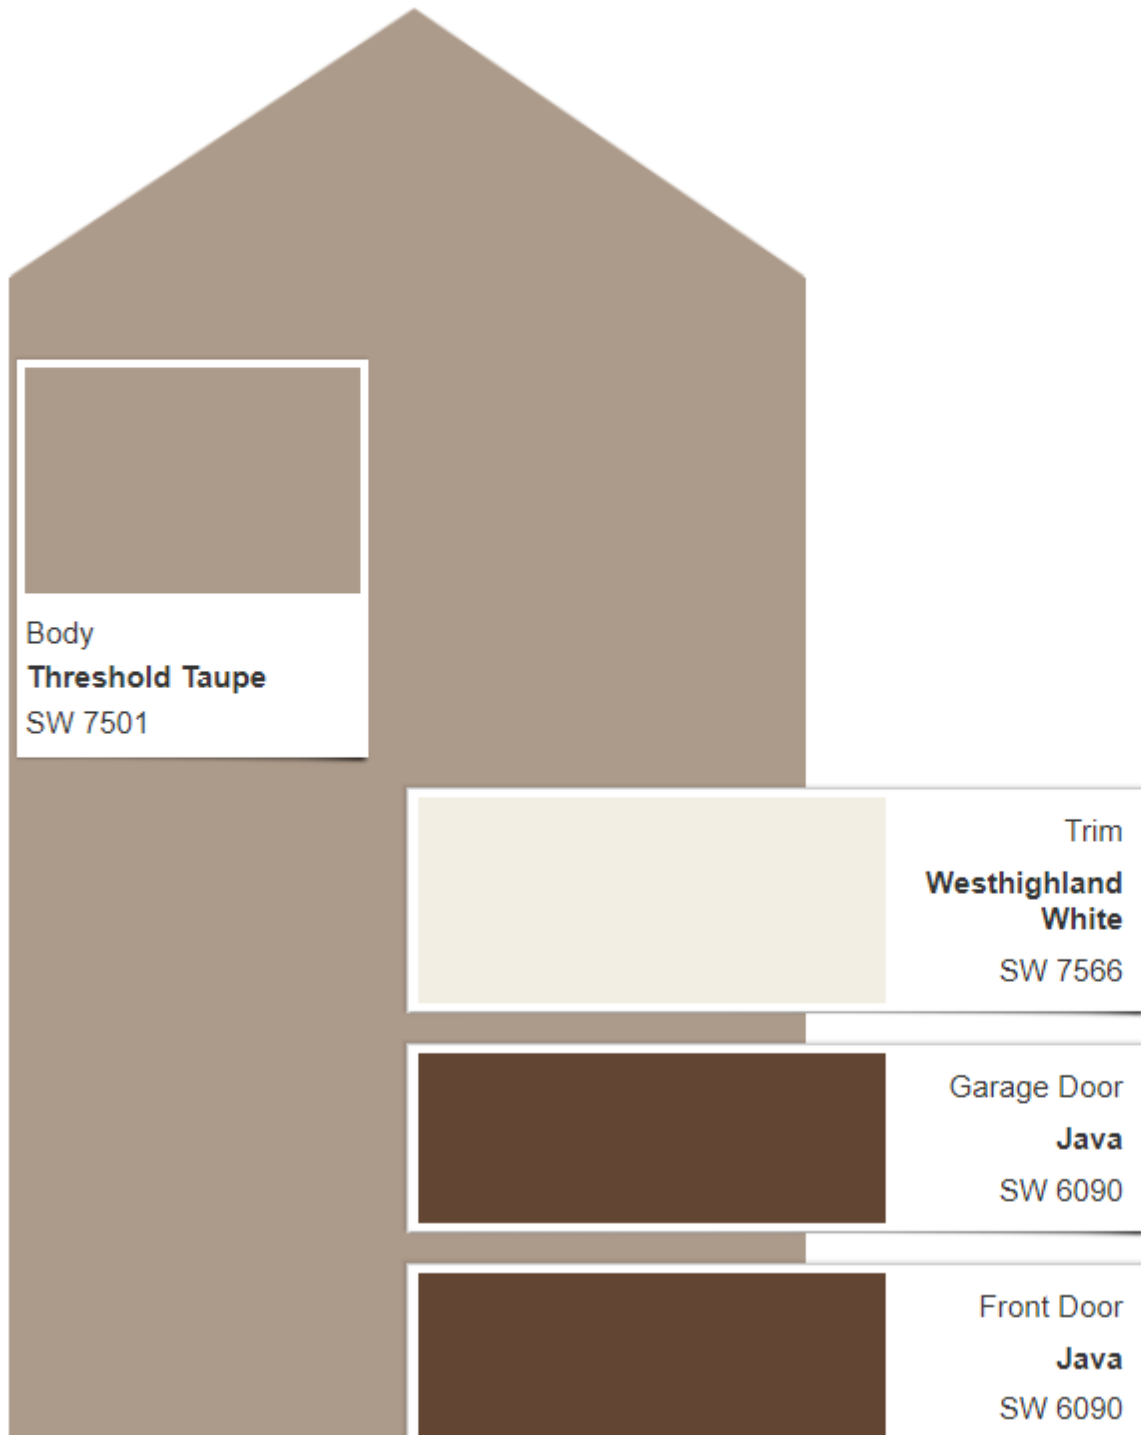 Body
Threshold Taupe
SW 7501
Trim
Westhighland
White
SW 7566
Garage Door
Java
SW 6090
Front Door
Java
SW 6090